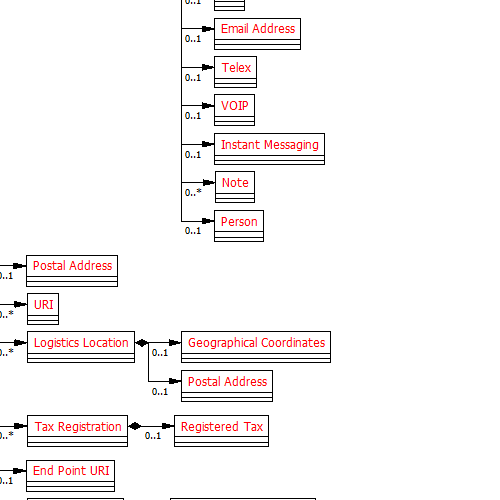 0..1
Email Address
0..1
Telex
0..1
VOIP
0..1
Instant Messaging
0..1
Note
0..*
Person
0..1
Postal Address
0..1
URI
0..*
Logistics Location
0..*
Geographical Coordinates
0..1
Postal Address
0..1
Tax Registration
0..*
Registered Tax
0..1
End Point URI
0..1